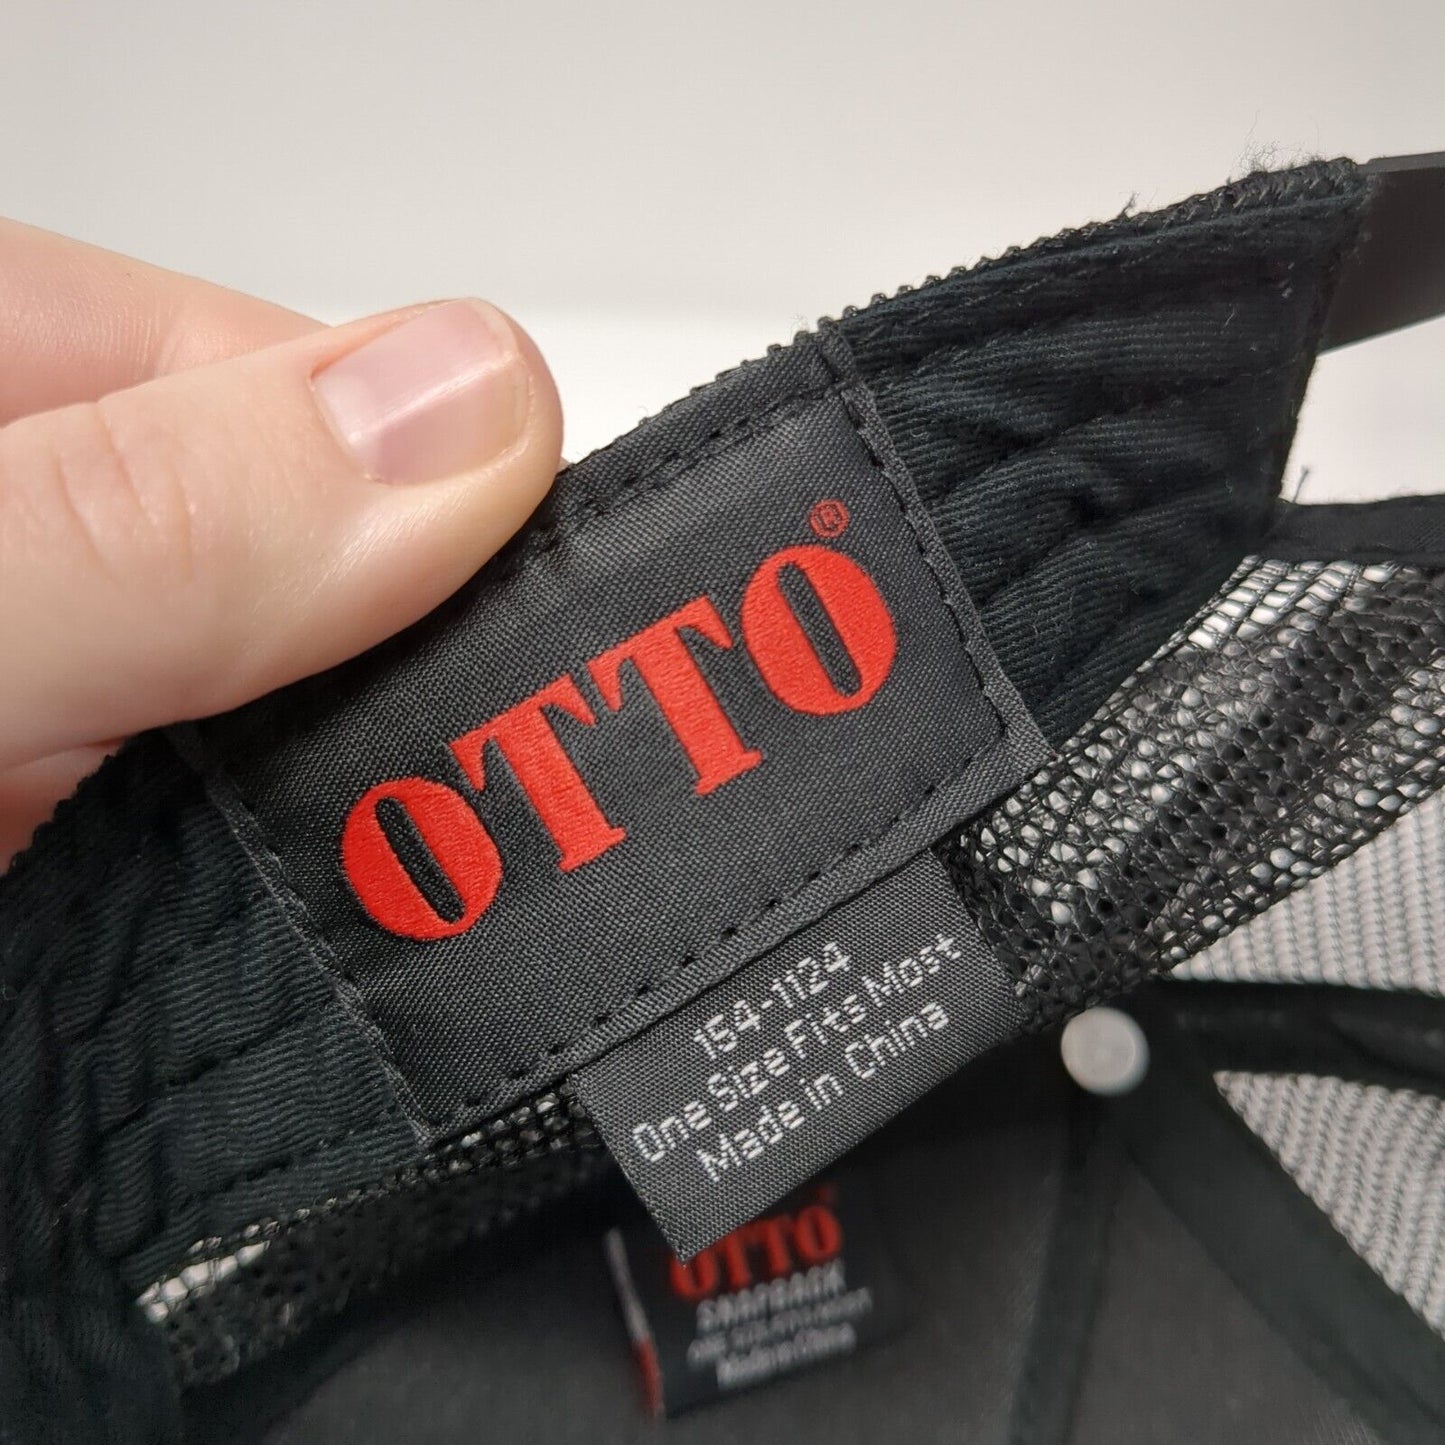 OTTO®
154-1124
One Size Fits Most
Made in China
OTTO
SNAPBACK
Made in China